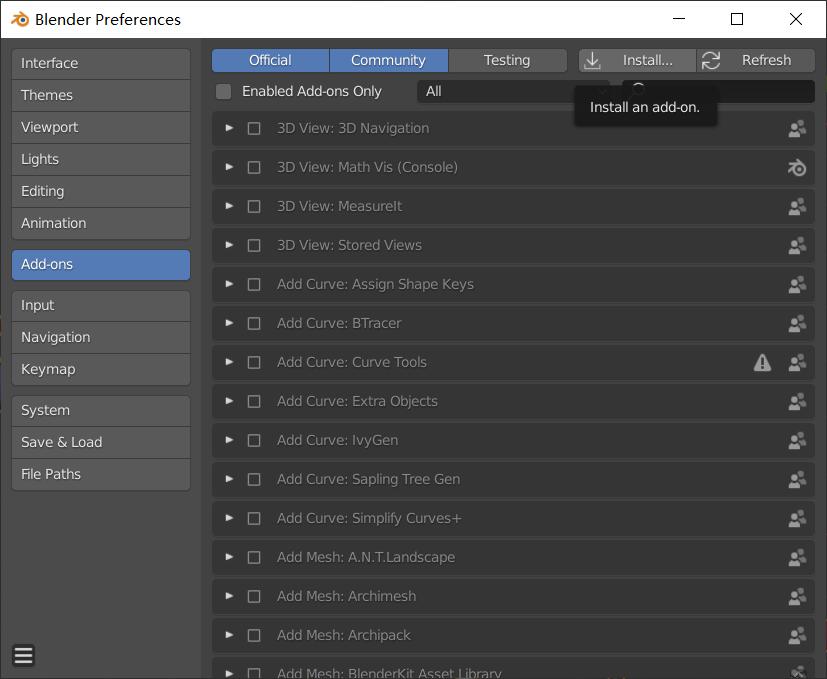 Blender Preferences
Interface
Themes
Viewport
Lights
Editing
Animation
Add-ons
Input
Navigation
Keymap
System
Save & Load
File Paths
Official Community Testing Install... Refresh
Enabled Add-ons Only All
Install an add-on.
3D View: 3D Navigation
3D View: Math Vis (Console)
3D View: MeasureIt
3D View: Stored Views
Add Curve: Assign Shape Keys
Add Curve: BTracer
Add Curve: Curve Tools
Add Curve: Extra Objects
Add Curve: IvyGen
Add Curve: Sapling Tree Gen
Add Curve: Simplify Curves+
Add Mesh: A.N.T.Landscape
Add Mesh: Archimesh
Add Mesh: Archipack
Add Mesh: BlenderKit Asset Library